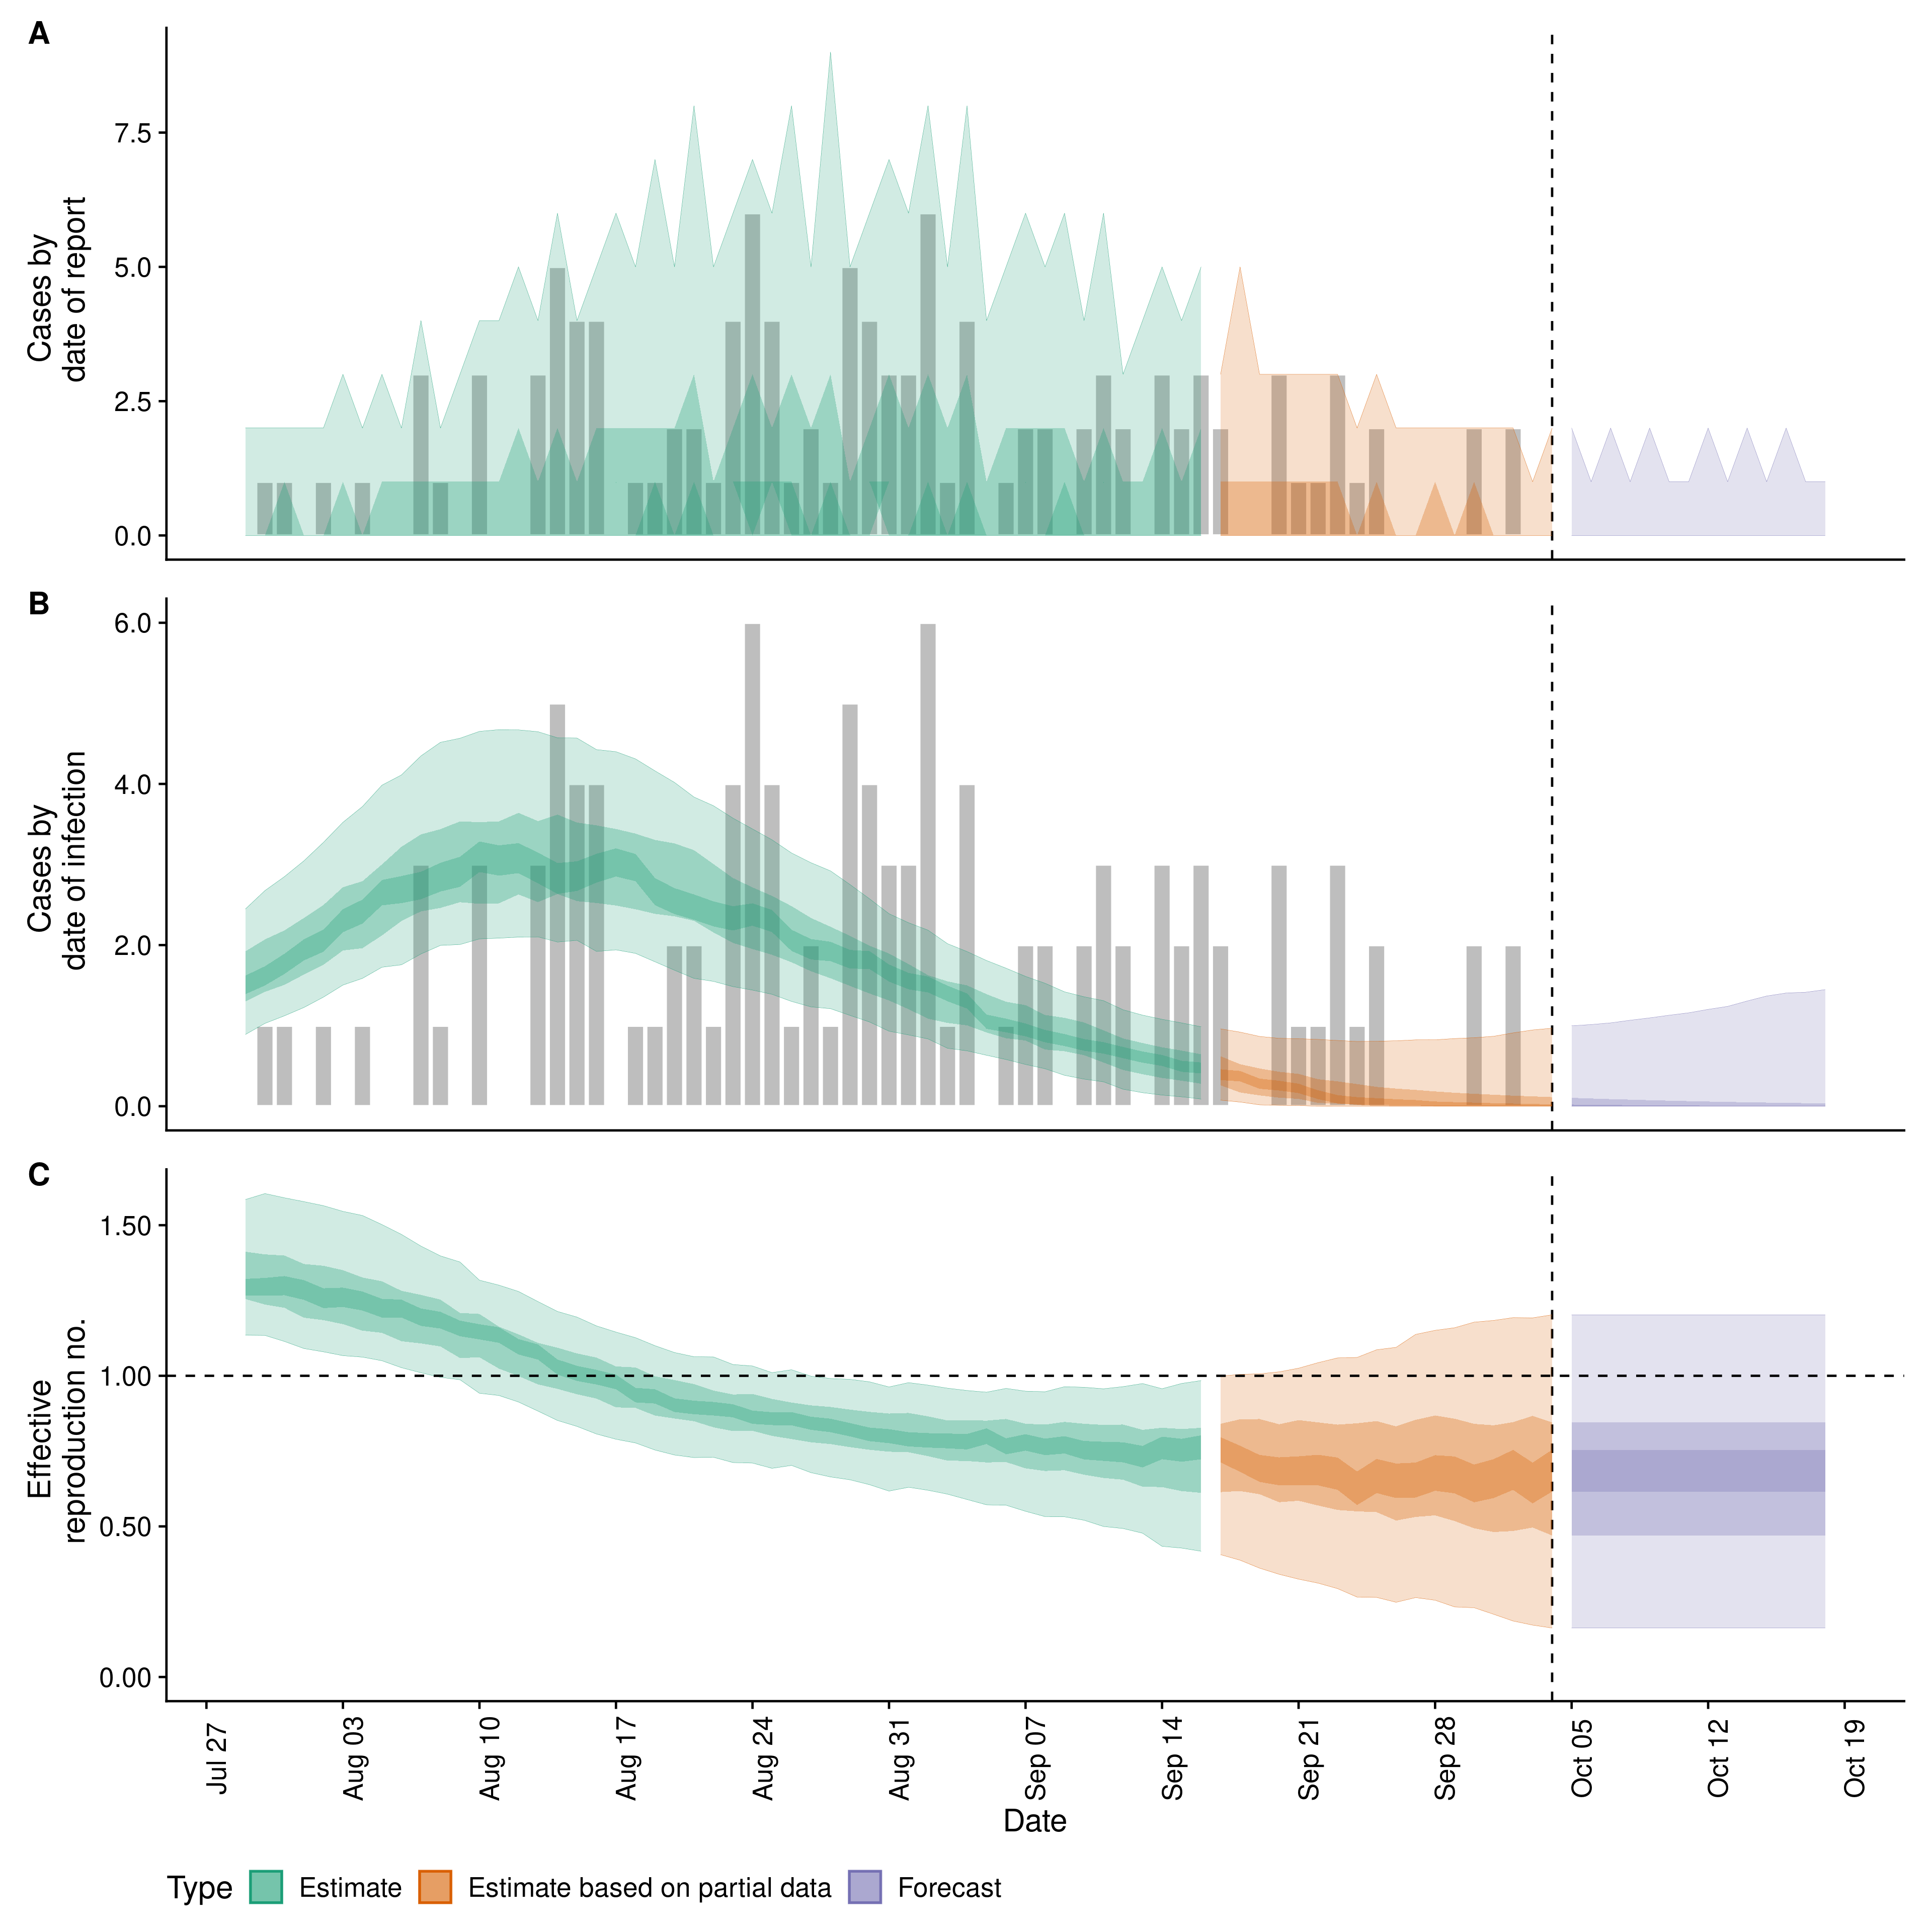 A
Cases by
date of report
7.5
5.0
2.5
0.0
B
Cases by
date of infection
6.0
4.0
2.0
0.0
C
Effective
reproduction no.
1.50
1.00
0.50
0.00
Jul 27
Aug 03
Aug 10
Aug 17
Aug 24
Aug 31
Sep 07
Sep 14
Sep 21
Sep 28
Oct 05
Oct 12
Oct 19
Date
Type Estimate Estimate based on partial data Forecast